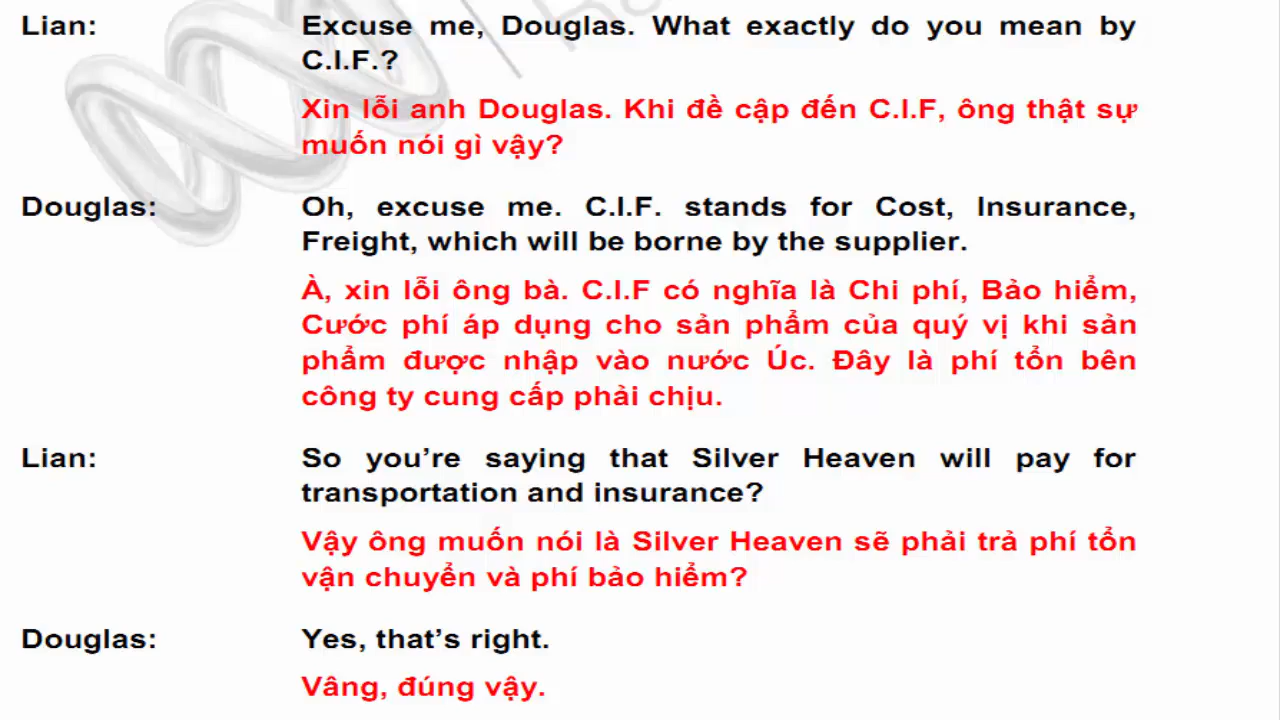 Lian: Excuse me, Douglas. What exactly do you mean by
C.I.F.?
Xin lỗi anh Douglas. Khi đề cập đến C.I.F, ông thật sự
muốn nói gì vậy?
Douglas: Oh, excuse me. C.I.F. stands for Cost, Insurance,
Freight, which will be borne by the supplier.
À, xin lỗi ông bà. C.I.F có nghĩa là Chi phí, Bảo hiểm,
Cước phí áp dụng cho sản phẩm của quý vị khi sản
phẩm được nhập vào nước Úc. Đây là phí tổn bên
công ty cung cấp phải chịu.
Lian: So you’re saying that Silver Heaven will pay for
transportation and insurance?
Vậy ông muốn nói là Silver Heaven sẽ phải trả phí tổn
vận chuyển và phí bảo hiểm?
Douglas: Yes, that’s right.
Vâng, đúng vậy.